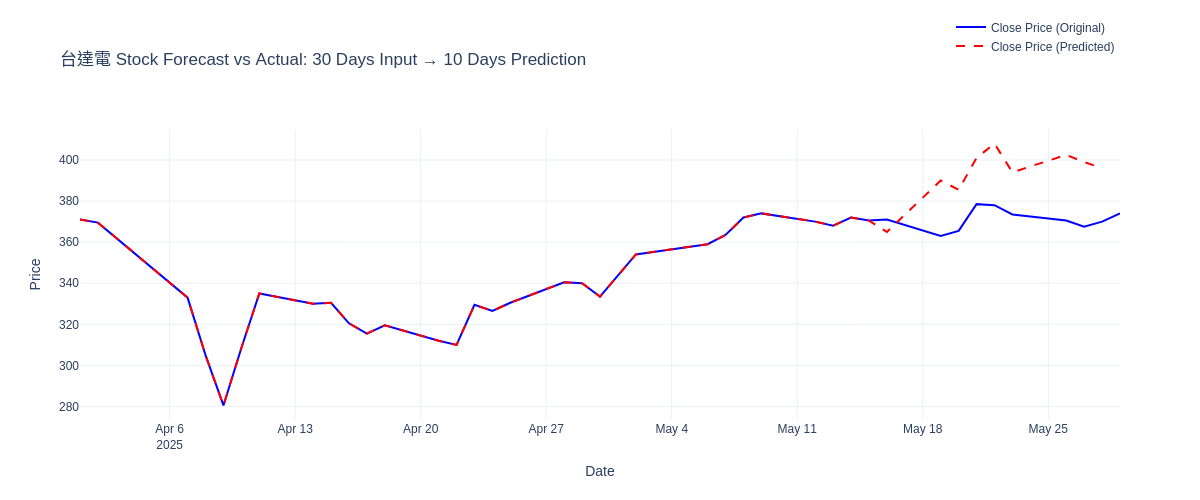 Close Price (Original)
Close Price (Predicted)
台達電 Stock Forecast vs Actual: 30 Days Input → 10 Days Prediction
Price
400
380
360
340
320
300
280
Apr 6
2025
Apr 13
Apr 20
Apr 27
May 4
May 11
May 18
May 25
Date